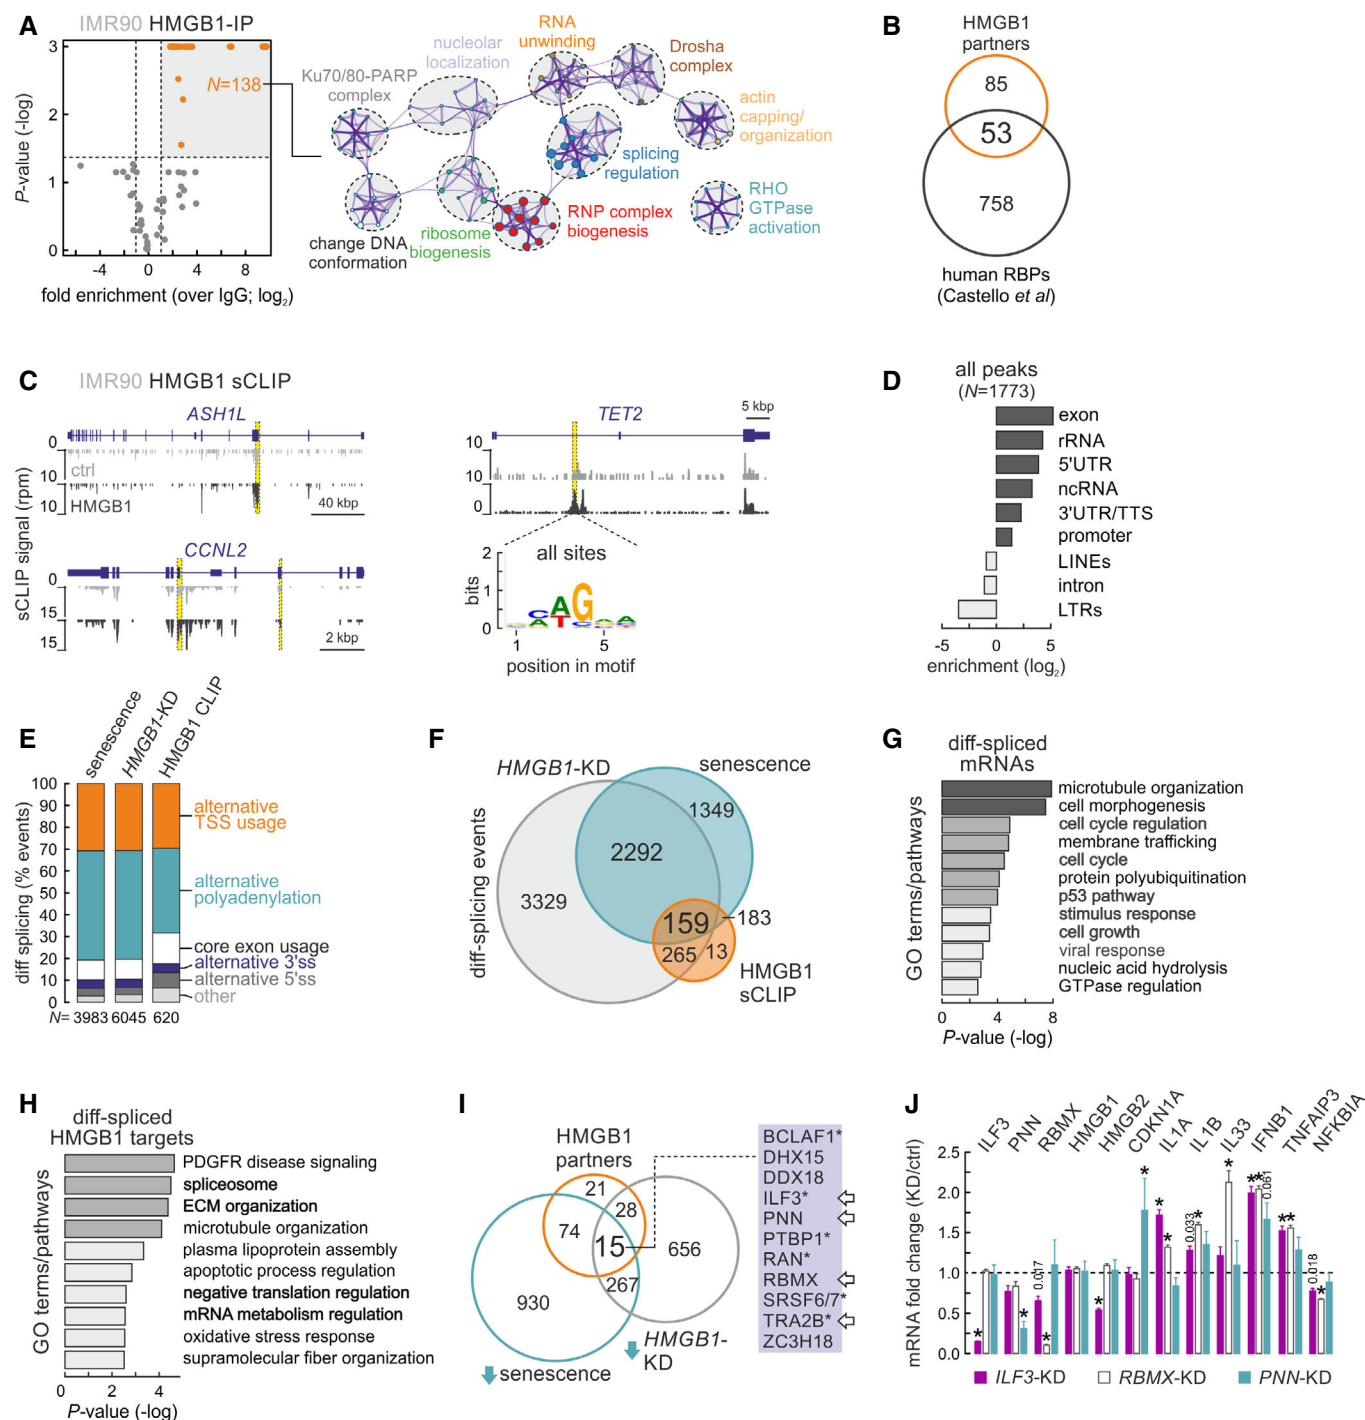 A
IMR90 HMGB1-IP
3
2
1
0
P-value (-log)
N=138
-4 0 4 8
fold enrichment (over IgG; log2)
nucleolar
localization
RNA
unwinding
Drosha
complex
Ku70/80-PARP
complex
actin
capping/
organization
splicing
regulation
RHO
GTPase
activation
RNP complex
biogenesis
ribosome
biogenesis
change DNA
conformation
B
HMGB1
partners
85
53
758
human RBPs
(Castello et al)
C
IMR90 HMGB1 sCLIP
sCLIP signal (rpm)
ASH1L
0
10
ctrl
10
HMGB1
40 kbp
CCNL2
0
15
15
2 kbp
TET2
5 kbp
10
10
0
all sites
2
1
0
bits
1 5
position in motif
D
all peaks
(N=1773)
exon
rRNA
5'UTR
ncRNA
3'UTR/TTS
promoter
LINEs
intron
LTRs
-5 0 5
enrichment (log2)
E
senescence
HMGB1-KD
HMGB1 CLIP
diff splicing (% events)
100
90
80
70
60
50
40
30
20
10
0
alternative
TSS usage
alternative
polyadenylation
core exon usage
alternative 3'ss
alternative 5'ss
other
N= 3983 6045 620
F
diff-splicing events
HMGB1-KD
senescence
1349
2292
3329
159
183
265
13
HMGB1
sCLIP
G
diff-spliced
mRNAs
GO terms/pathways
microtubule organization
cell morphogenesis
cell cycle regulation
membrane trafficking
cell cycle
protein polyubiquitination
p53 pathway
stimulus response
cell growth
viral response
nucleic acid hydrolysis
GTPase regulation
0 4 8
P-value (-log)
H
diff-spliced
HMGB1 targets
GO terms/pathways
PDGFR disease signaling
spliceosome
ECM organization
microtubule organization
plasma lipoprotein assembly
apoptotic process regulation
negative translation regulation
mRNA metabolism regulation
oxidative stress response
supramolecular fiber organization
0 2 4
P-value (-log)
I
HMGB1
partners
21
28
74
15
656
267
930
HMGB1-
KD
senescence
BCLAF1*
DHX15
DDX18
ILF3*
PNN
PTBP1*
RAN*
RBMX
SRSF6/7*
TRA2B*
ZC3H18
J
ILF3
PNN
RBMX
HMGB1
HMGB2
CDKN1A
IL1A
IL1B
IL33
IFNB1
TNFAIP3
NFKBIA
mRNA fold change (KD/ctrl)
2.5
2.0
1.5
1.0
0.5
0.0
*
*
0.017
*
*
*
*
*
0.033
*
*
*
*
0.061
*
*
0.018
*
ILF3-KD RBMX-KD PNN-KD